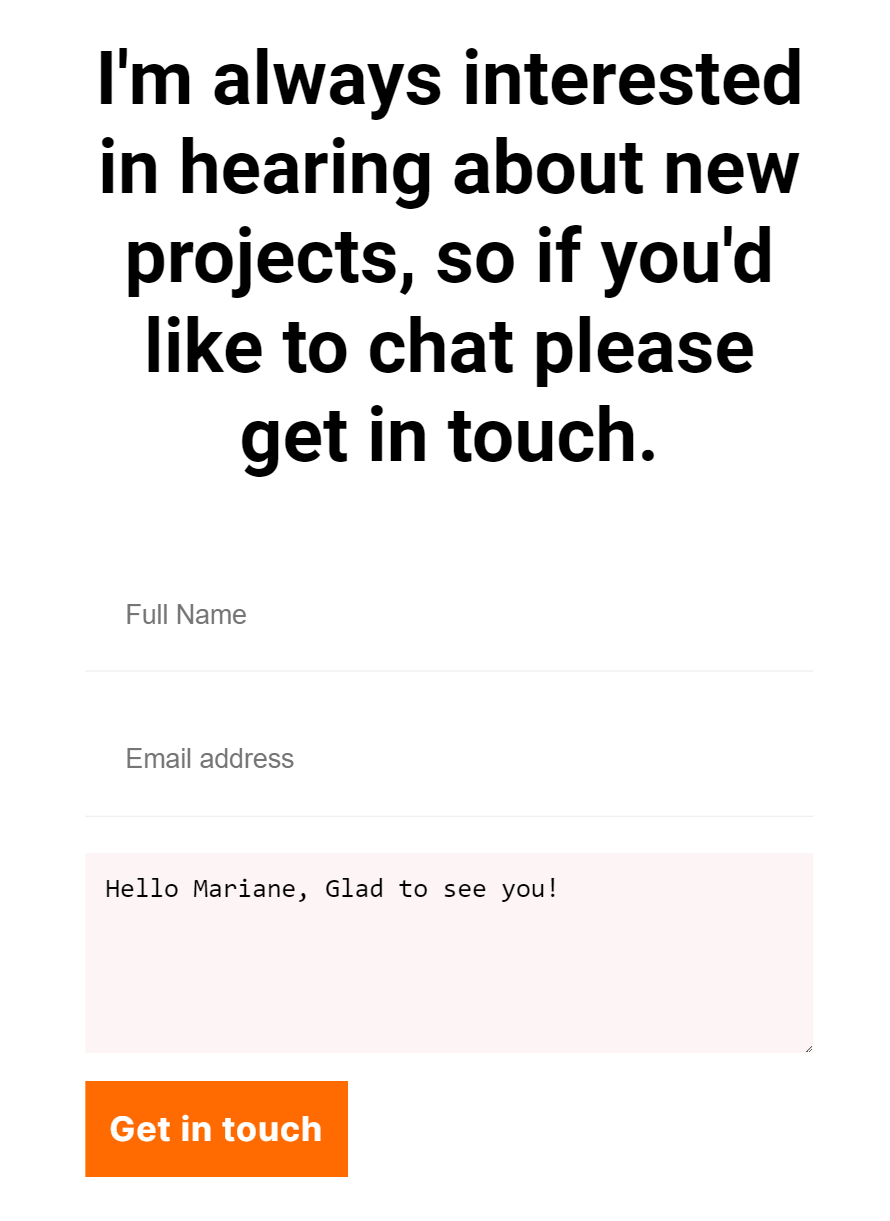 I'm always interested
in hearing about new
projects, so if you'd
like to chat please
get in touch.
Full Name
Email address
Hello Mariane, Glad to see you!
Get in touch